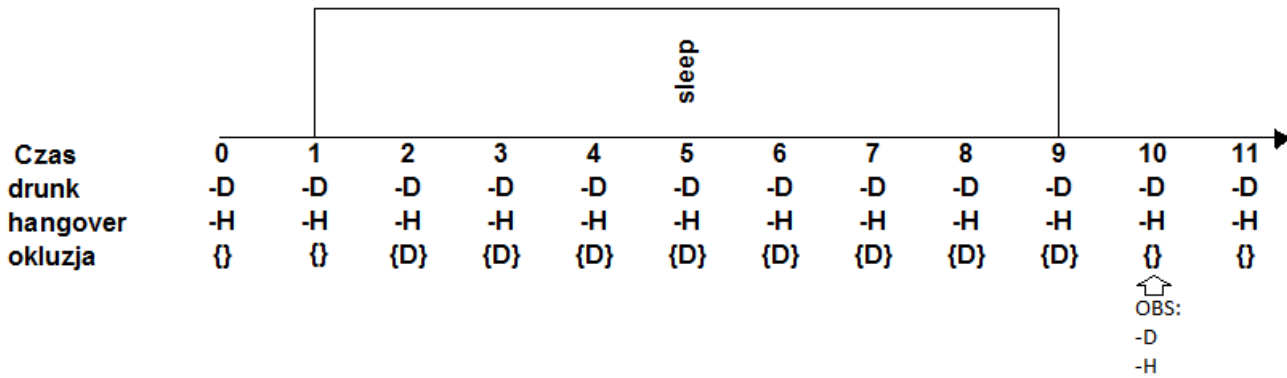 sleep
Czas 0 1 2 3 4 5 6 7 8 9 10 11
drunk -D -D -D -D -D -D -D -D -D -D -D -D
hangover -H -H -H -H -H -H -H -H -H -H -H -H
okluzja {} {} {D} {D} {D} {D} {D} {D} {D} {D} {} {}
OBS:
-D
-H